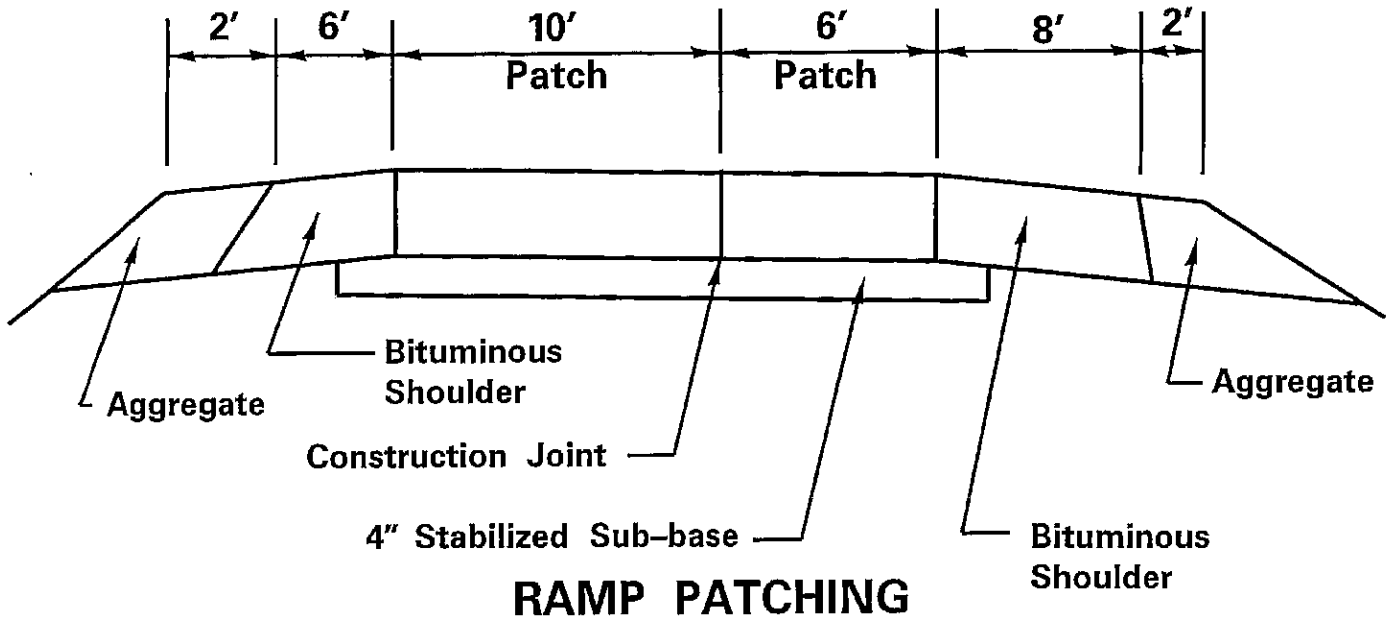 2′ 6′ 10′ 6′ 8′ 2′
Patch Patch
Bituminous
Shoulder
Aggregate
Aggregate
Construction Joint
4″ Stabilized Sub–base
Bituminous
Shoulder
RAMP PATCHING